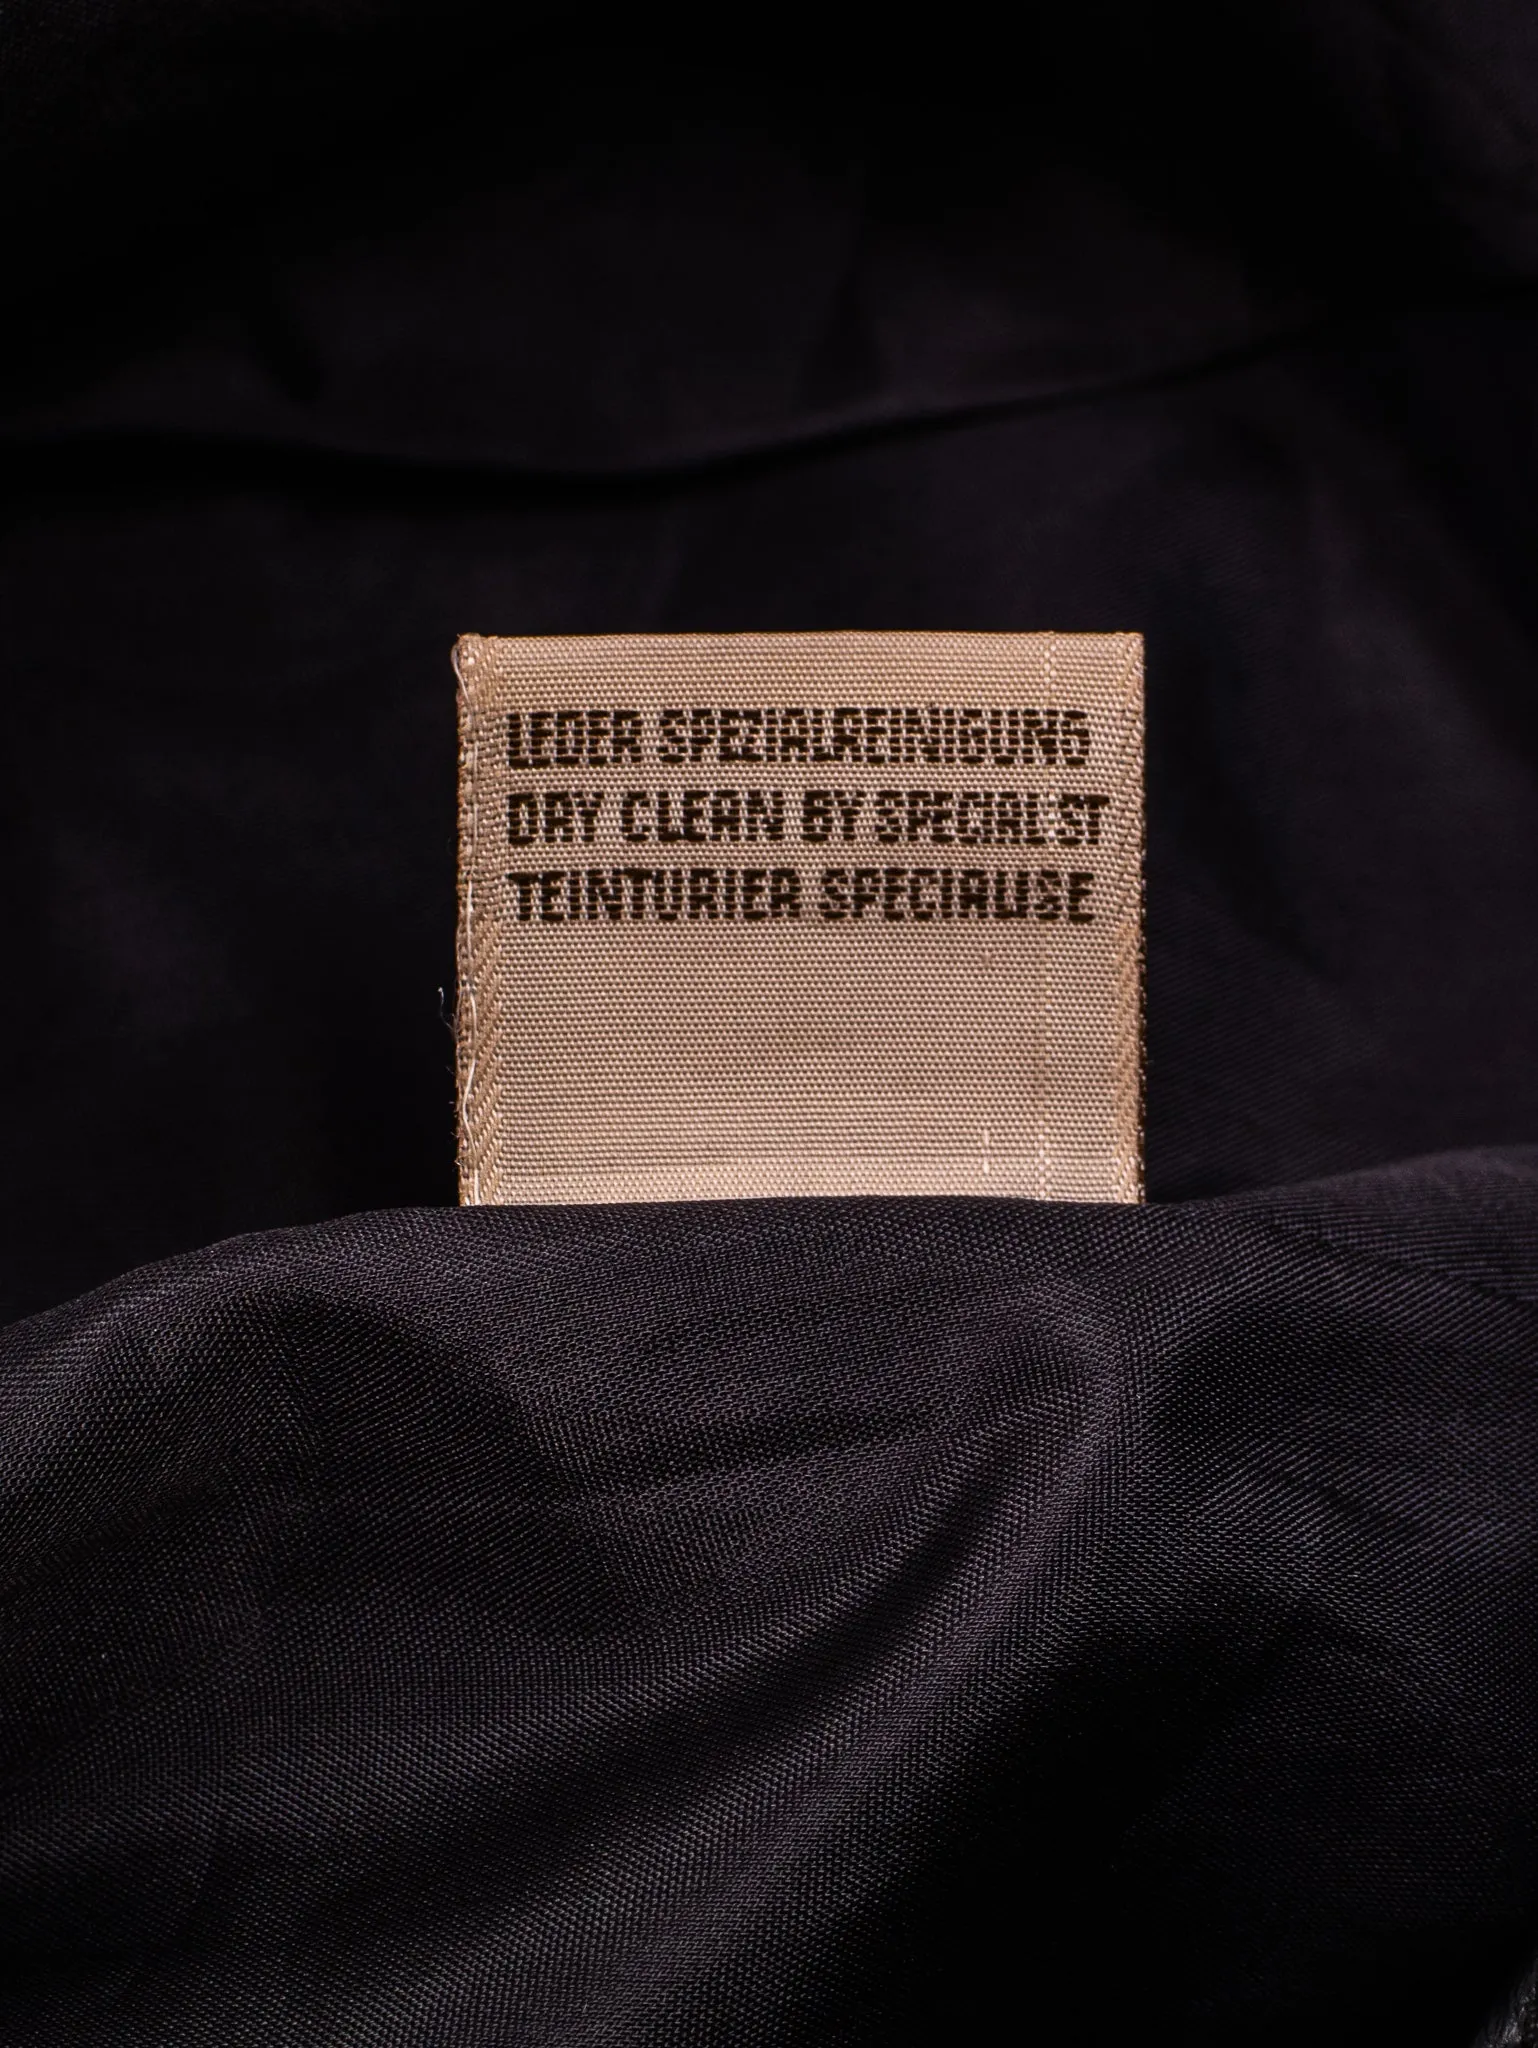 LEDER SPEZIALREINIGUNG
DRY CLEAN BY SPECIALIST
TEINTURIER SPECIALISE